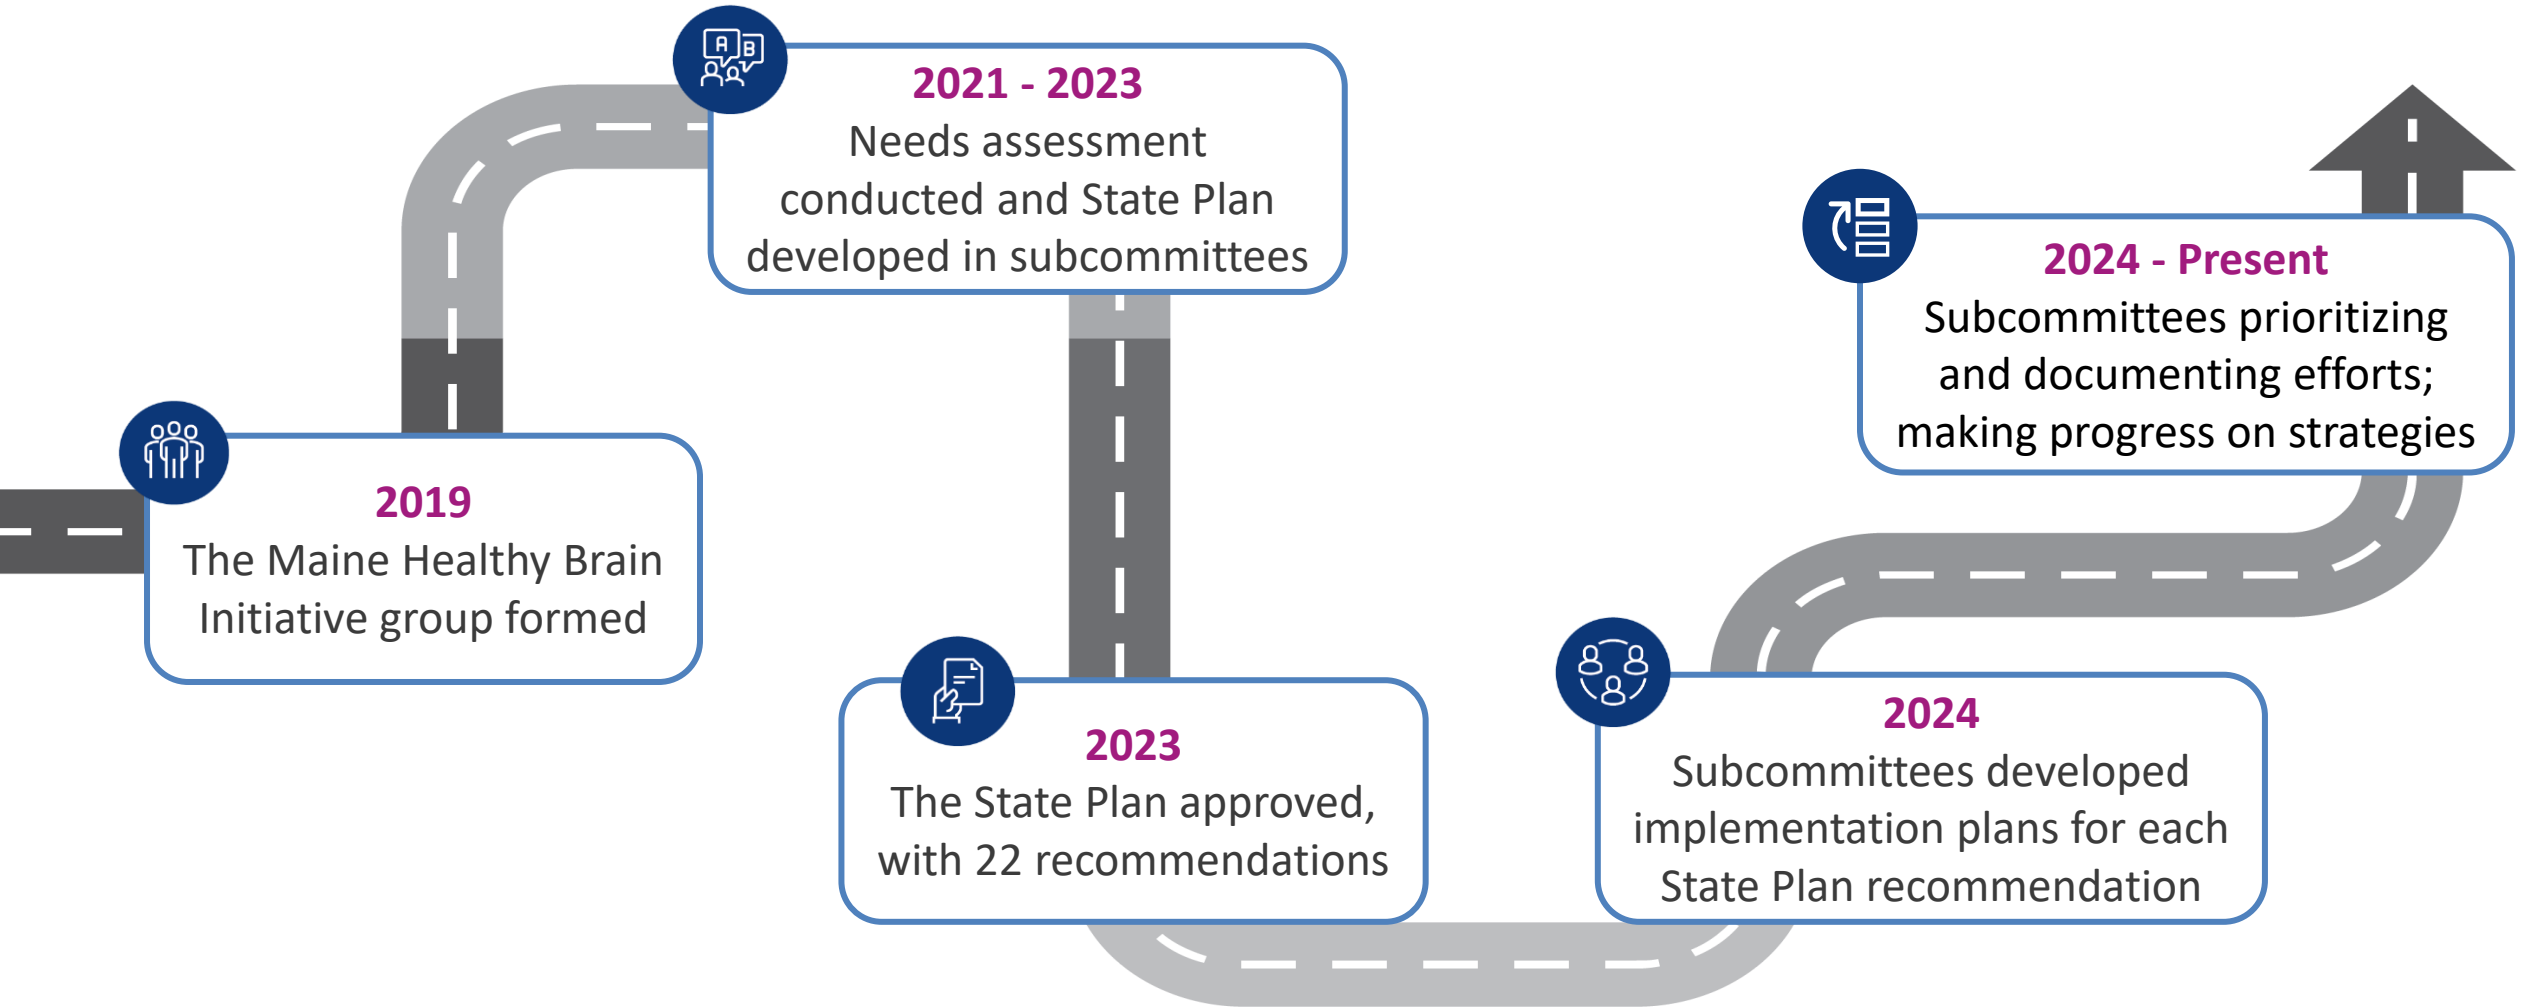 A B
2021 - 2023
Needs assessment
conducted and State Plan
developed in subcommittees
2019
The Maine Healthy Brain
Initiative group formed
2023
The State Plan approved,
with 22 recommendations
2024
Subcommittees developed
implementation plans for each
State Plan recommendation
2024 - Present
Subcommittees prioritizing
and documenting efforts;
making progress on strategies